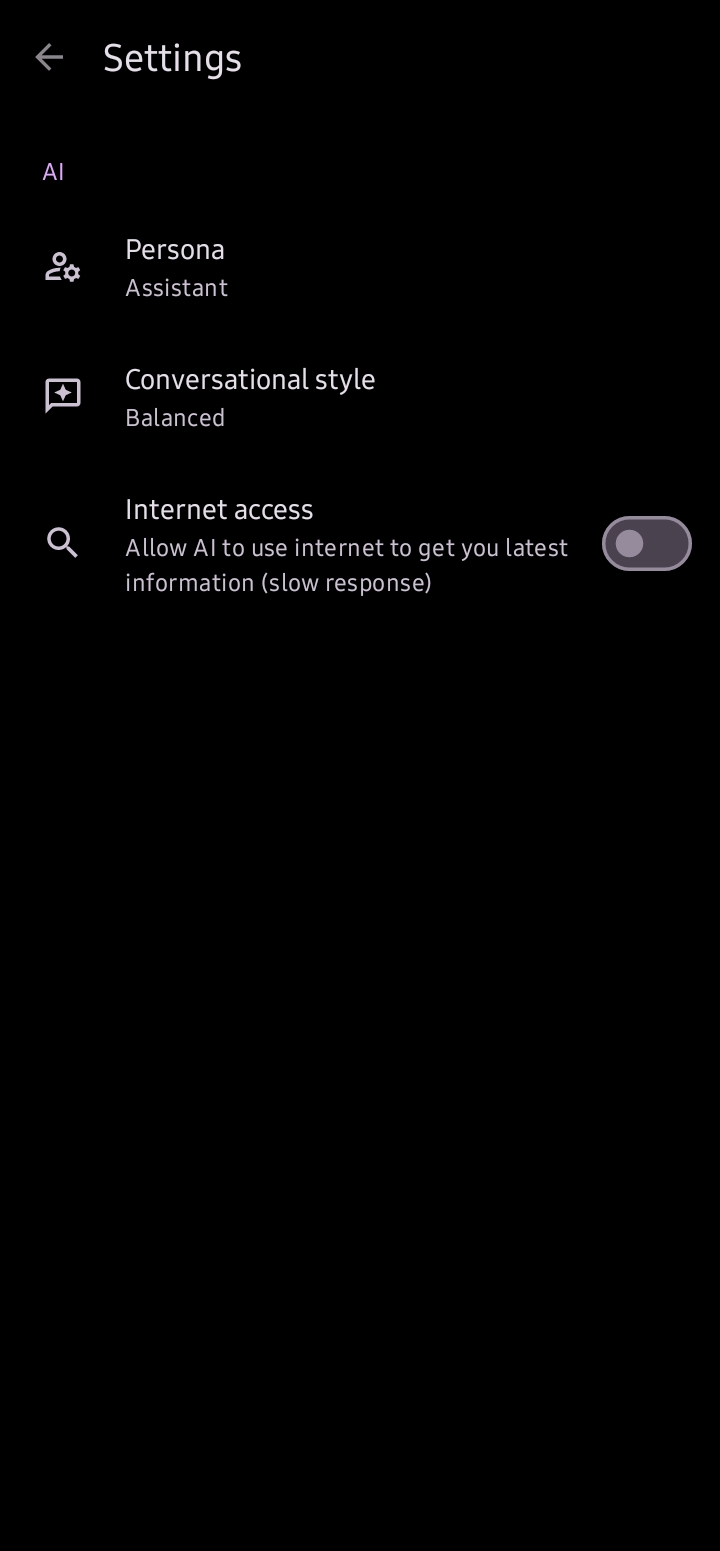 Settings
AI
Persona
Assistant
Conversational style
Balanced
Internet access
Allow AI to use internet to get you latest
information (slow response)